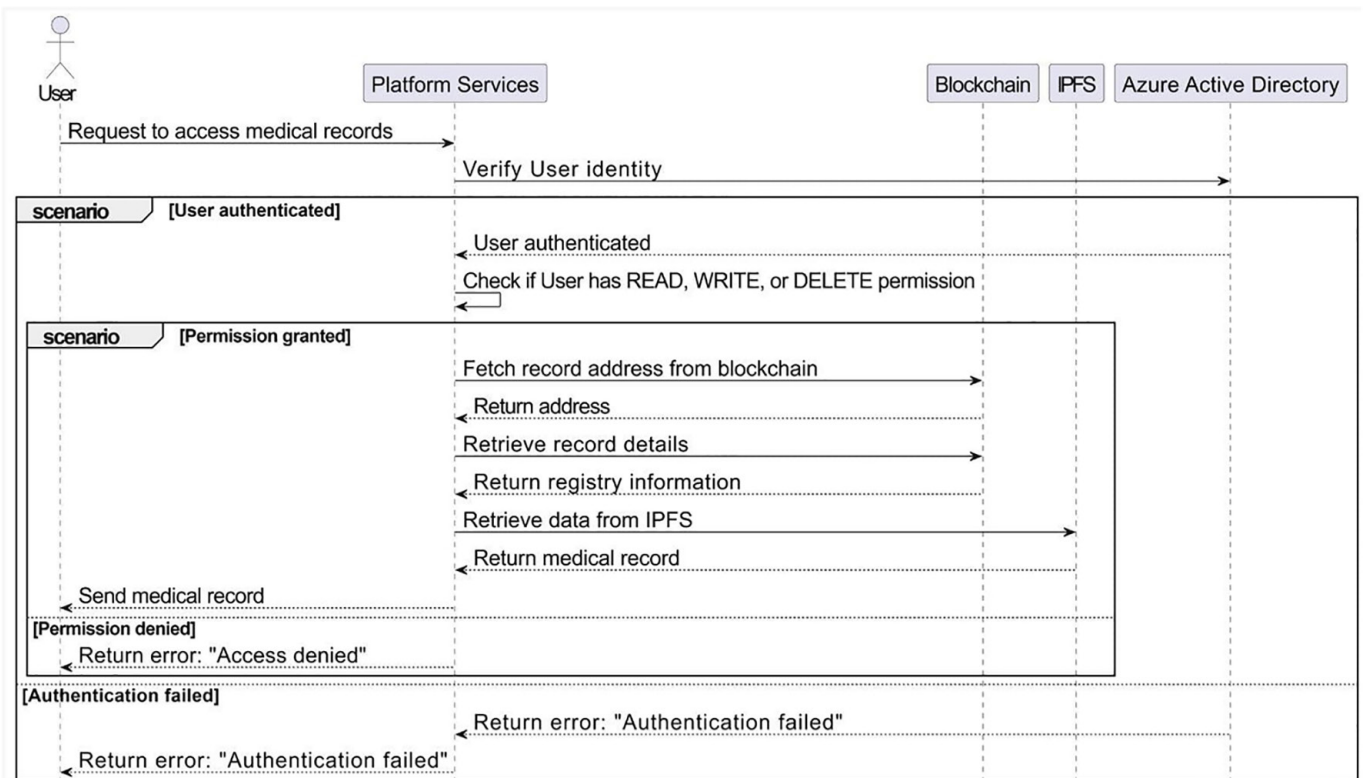 User
Platform Services
Blockchain
IPFS
Azure Active Directory
Request to access medical records
Verify User identity
scenario [User authenticated]
User authenticated
Check if User has READ, WRITE, or DELETE permission
scenario [Permission granted]
Fetch record address from blockchain
Return address
Retrieve record details
Return registry information
Retrieve data from IPFS
Return medical record
Send medical record
[Permission denied]
Return error: "Access denied"
[Authentication failed]
Return error: "Authentication failed"
Return error: "Authentication failed"